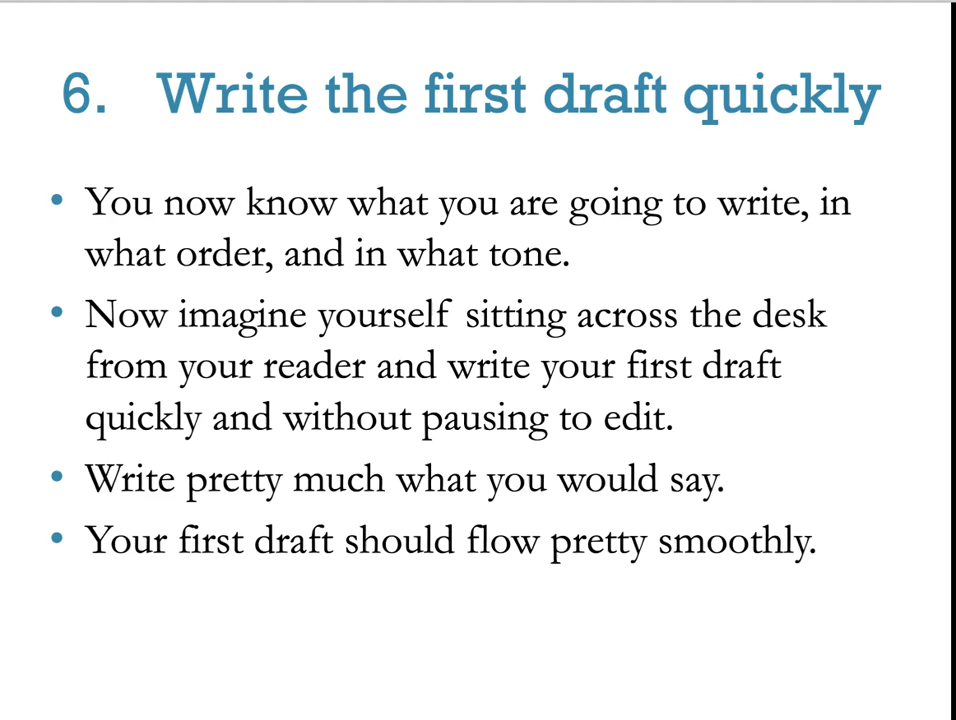 6. Write the first draft quickly
• You now know what you are going to write, in
what order, and in what tone.
• Now imagine yourself sitting across the desk
from your reader and write your first draft
quickly and without pausing to edit.
• Write pretty much what you would say.
• Your first draft should flow pretty smoothly.